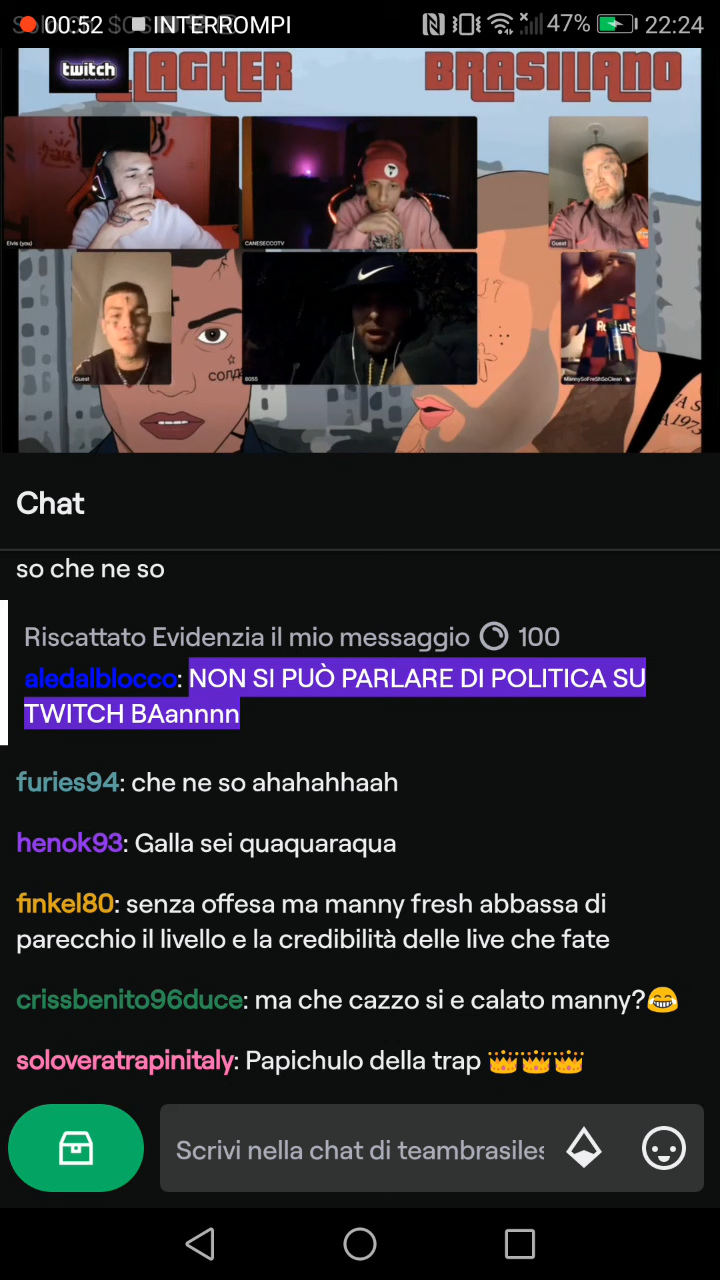 00:52 INTERROMPI 47% 22:24
twitch
LAGHER BRASILIANO
Elvis (you) CANESECCOTV Guest
Guest BOSS MannySoFreShSoClean
СОЛД
Chat
so che ne so
Riscattato Evidenzia il mio messaggio 100
aledalblocco: NON SI PUÒ PARLARE DI POLITICA SU
TWITCH BAannnn
furies94: che ne so ahahahhaah
henok93: Galla sei quaquaraqua
finkel80: senza offesa ma manny fresh abbassa di
parecchio il livello e la credibilità delle live che fate
crissbenito96duce: ma che cazzo si e calato manny?😂
soloveratrapinitaly: Papichulo della trap 👑👑👑
Scrivi nella chat di teambrasiles